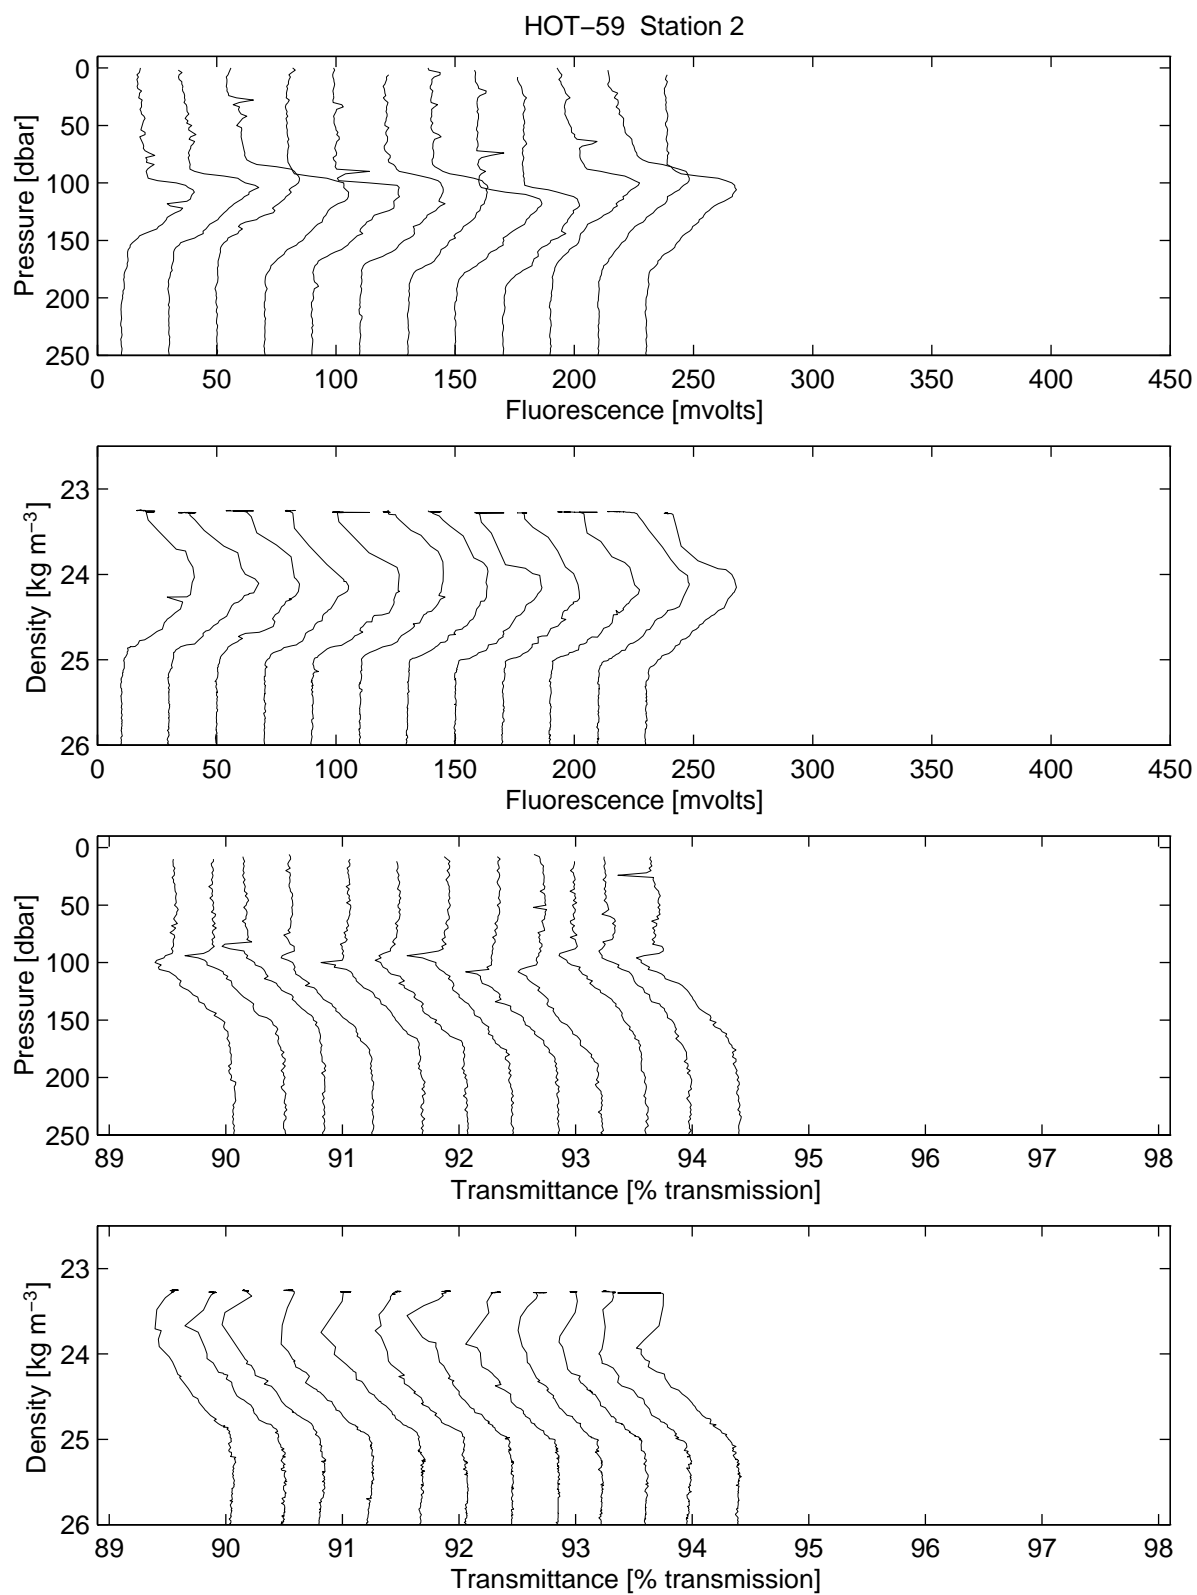 HOT−59 Station 2
0
50
100
150
200
250
Pressure [dbar]
0 50 100 150 200 250 300 350 400 450
Fluorescence [mvolts]
23
24
25
26
Density [kg m−3]
0 50 100 150 200 250 300 350 400 450
Fluorescence [mvolts]
0
50
100
150
200
250
Pressure [dbar]
89 90 91 92 93 94 95 96 97 98
Transmittance [% transmission]
23
24
25
26
Density [kg m−3]
89 90 91 92 93 94 95 96 97 98
Transmittance [% transmission]